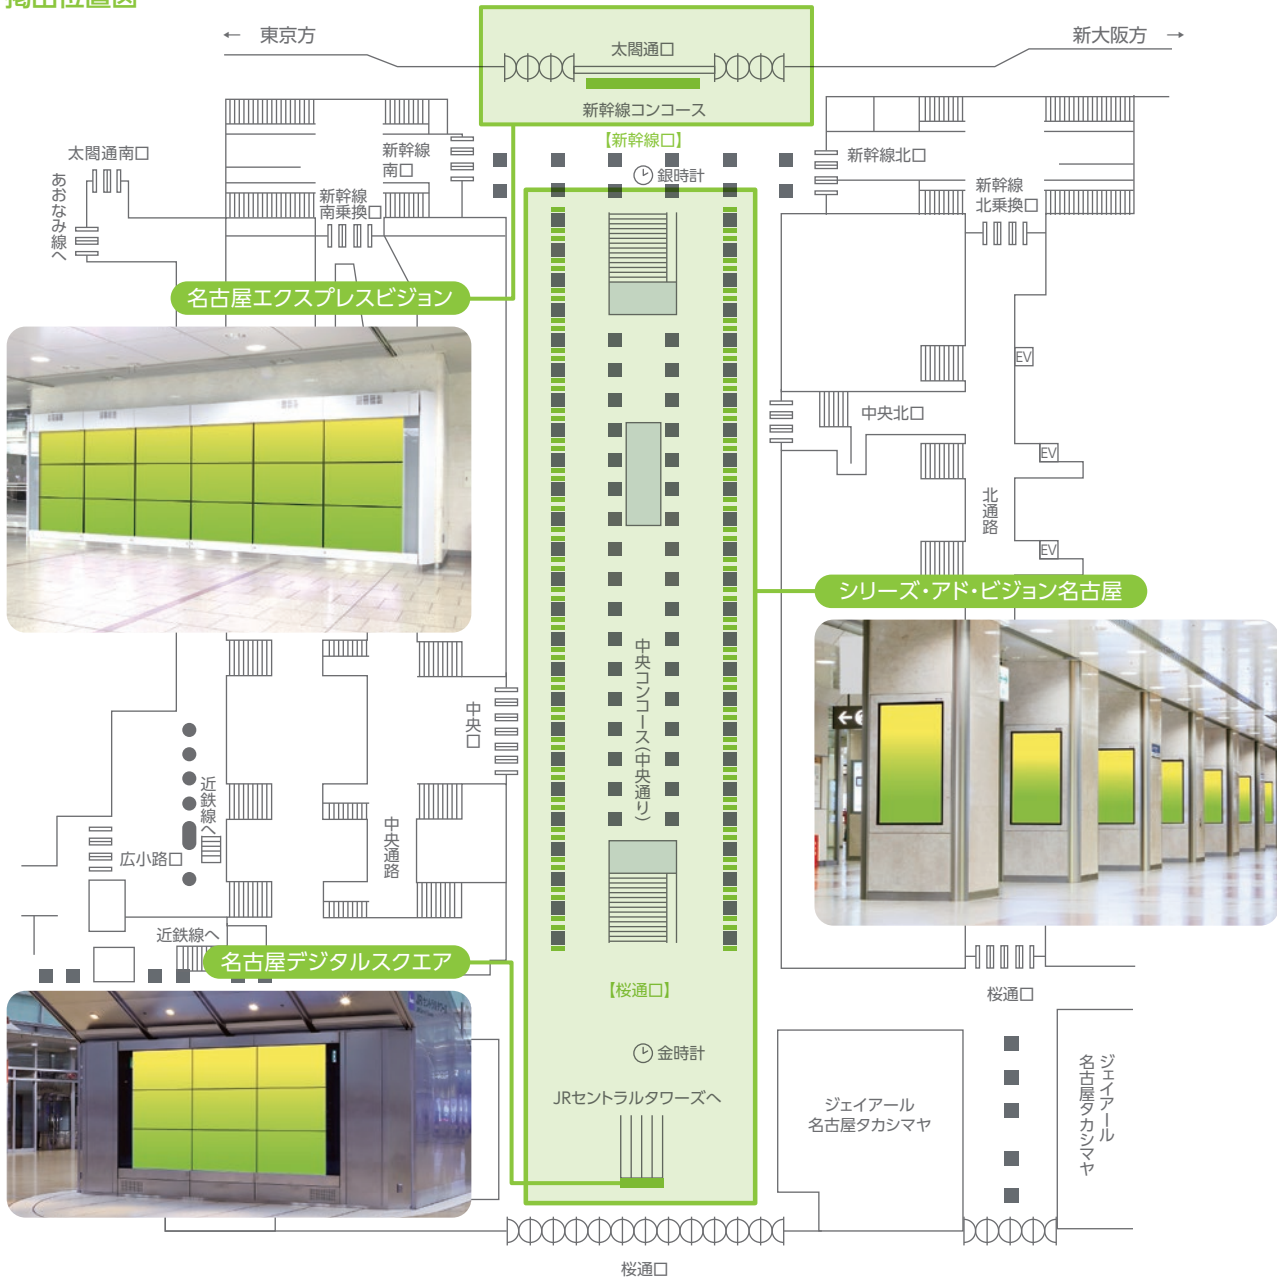 掲出位置図
← 東京方
太閤通口
新大阪方 →
新幹線コンコース
【新幹線口】
太閤通南口
新幹線
南口
新幹線北口
銀時計
あおなみ線へ
新幹線
南乗換口
新幹線
北乗換口
名古屋エクスプレスビジョン
EV
中央北口
EV
北通路
EV
シリーズ・アド・ビジョン名古屋
中央コンコース(中央通り)
中央口
近鉄線へ
中央通路
広小路口
近鉄線へ
名古屋デジタルスクエア
【桜通口】
桜通口
金時計
JRセントラルタワーズへ
ジェイアール
名古屋タカシマヤ
ジェイアール
名古屋タカシマヤ
桜通口